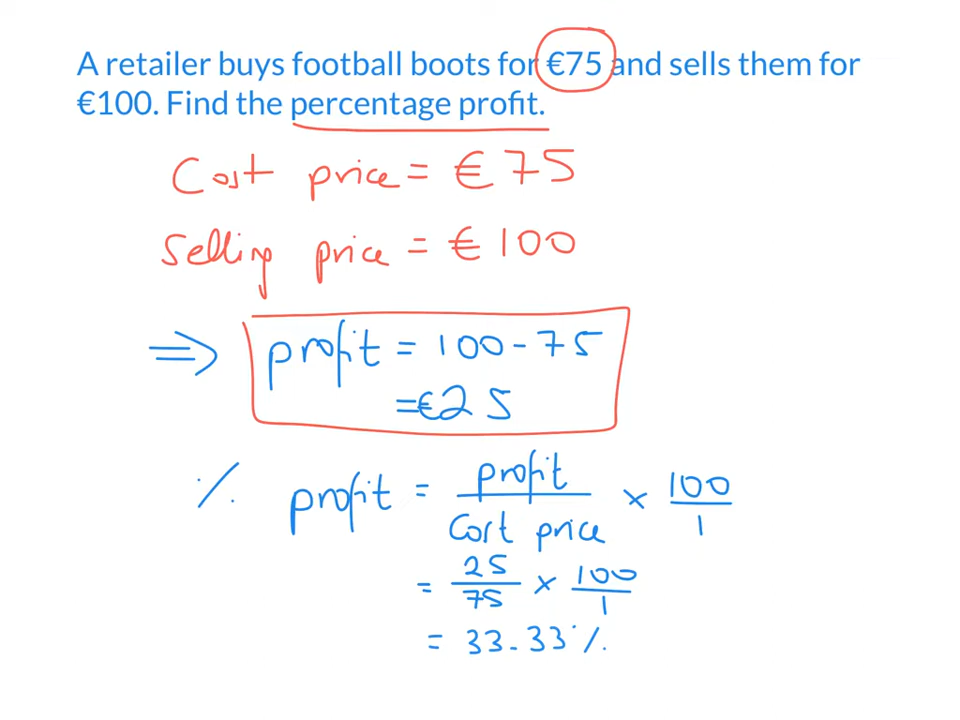 A retailer buys football boots for €75 and sells them for
€100. Find the percentage profit.
Cost price = €75
Selling price = €100
⇒ profit = 100 - 75
= €25
% profit = profit / Cost price × 100 / 1
= 25 / 75 × 100 / 1
= 33.33%